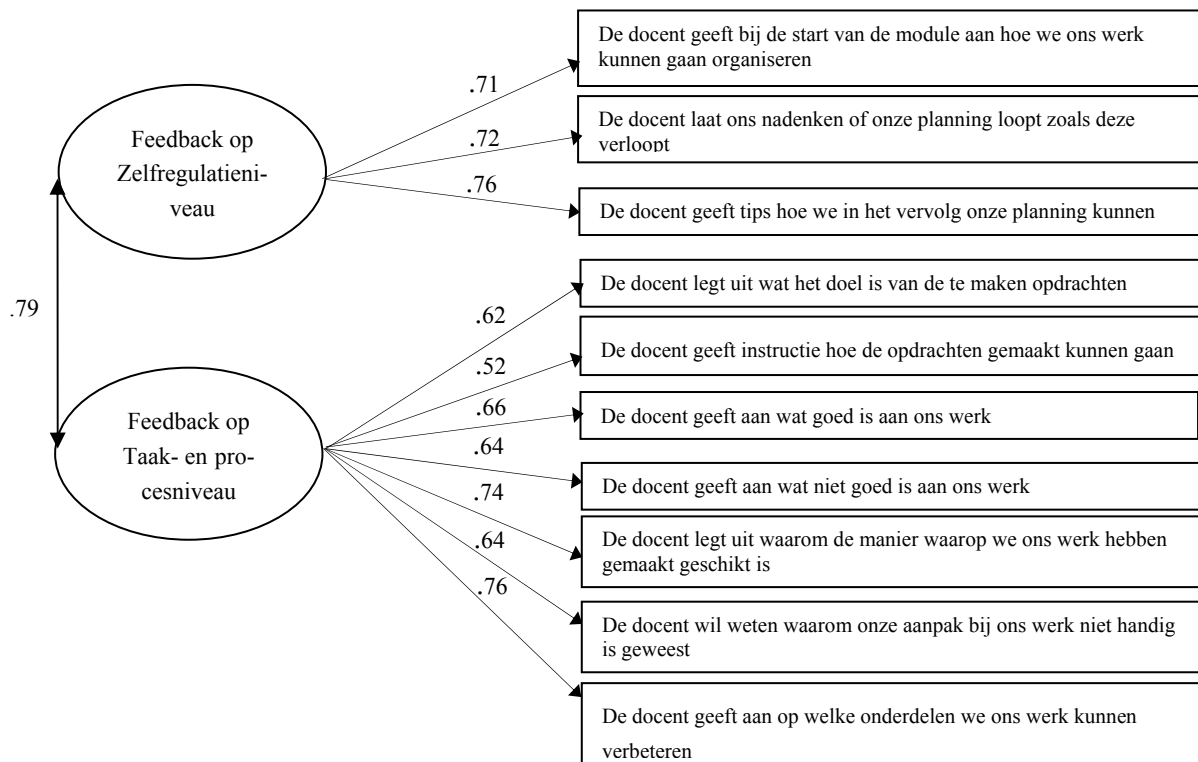 De docent geeft bij de start van de module aan hoe we ons werk
kunnen gaan organiseren
.71
De docent laat ons nadenken of onze planning loopt zoals deze
verloopt
.72
Feedback op
Zelfregulatieni-
veau
.76
De docent geeft tips hoe we in het vervolg onze planning kunnen
.79
De docent legt uit wat het doel is van de te maken opdrachten
.62
De docent geeft instructie hoe de opdrachten gemaakt kunnen gaan
.52
.66
De docent geeft aan wat goed is aan ons werk
Feedback op
Taak- en pro-
cesniveau
.64
De docent geeft aan wat niet goed is aan ons werk
.74
De docent legt uit waarom de manier waarop we ons werk hebben
gemaakt geschikt is
.64
.76
De docent wil weten waarom onze aanpak bij ons werk niet handig
is geweest
De docent geeft aan op welke onderdelen we ons werk kunnen
verbeteren